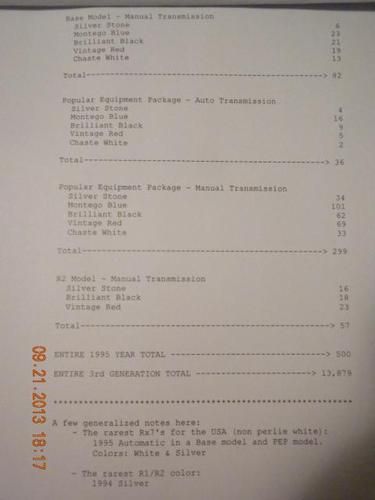 Base Model - Manual Transmission
Silver Stone 6
Montego Blue 23
Brilliant Black 21
Vintage Red 19
Chaste White 13
Total--------------------------------------------------> 82
Popular Equipment Package - Auto Transmission
Silver Stone 4
Montego Blue 16
Brilliant Black 9
Vintage Red 5
Chaste White 2
Total--------------------------------------------------> 36
Popular Equipment Package - Manual Transmission
Silver Stone 34
Montego Blue 101
Brilliant Black 62
Vintage Red 69
Chaste White 33
Total--------------------------------------------------> 299
R2 Model - Manual Transmission
Silver Stone 16
Brilliant Black 18
Vintage Red 23
Total--------------------------------------------------> 57
ENTIRE 1995 YEAR TOTAL ----------------------------> 500
ENTIRE 3rd GENERATION TOTAL ---------------------> 13,879
************************************************************
A few generalized notes here:
- The rarest Rx7's for the USA (non perlie white):
1995 Automatic in a Base model and PEP model.
Colors: White & Silver
- The rarest R1/R2 color:
1994 Silver
09.21.2013 18:17